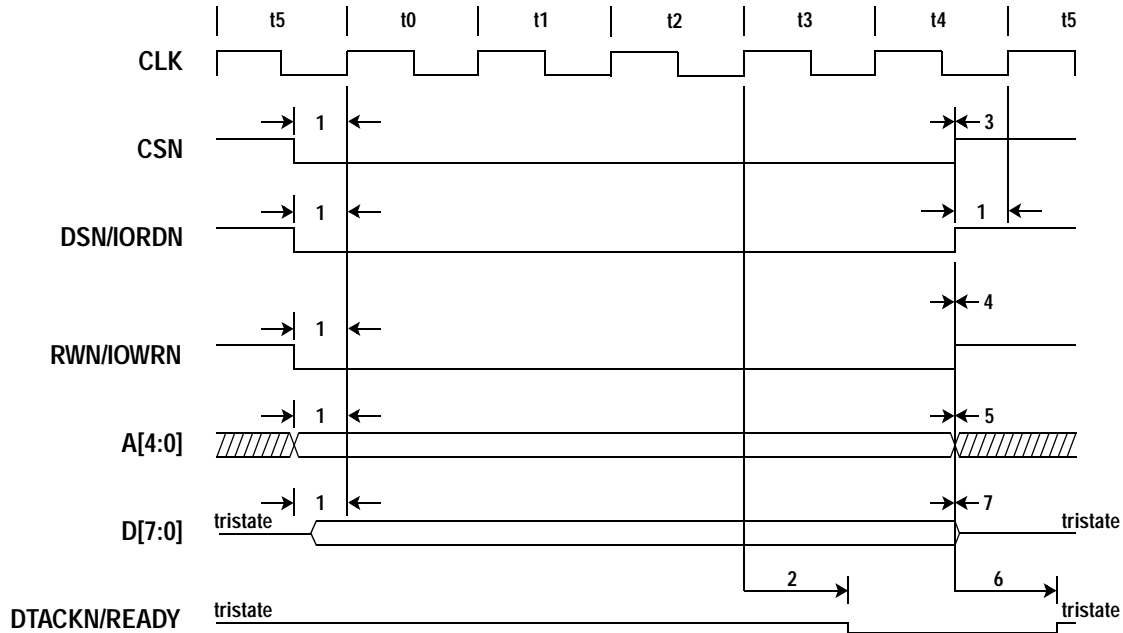 t5 t0 t1 t2 t3 t4 t5
CLK
1 3
CSN
1 1
DSN/IORDN
4
1
RWN/IOWRN
1 5
A[4:0]
1 7
tristate tristate
D[7:0]
2 6
tristate tristate
DTACKN/READY